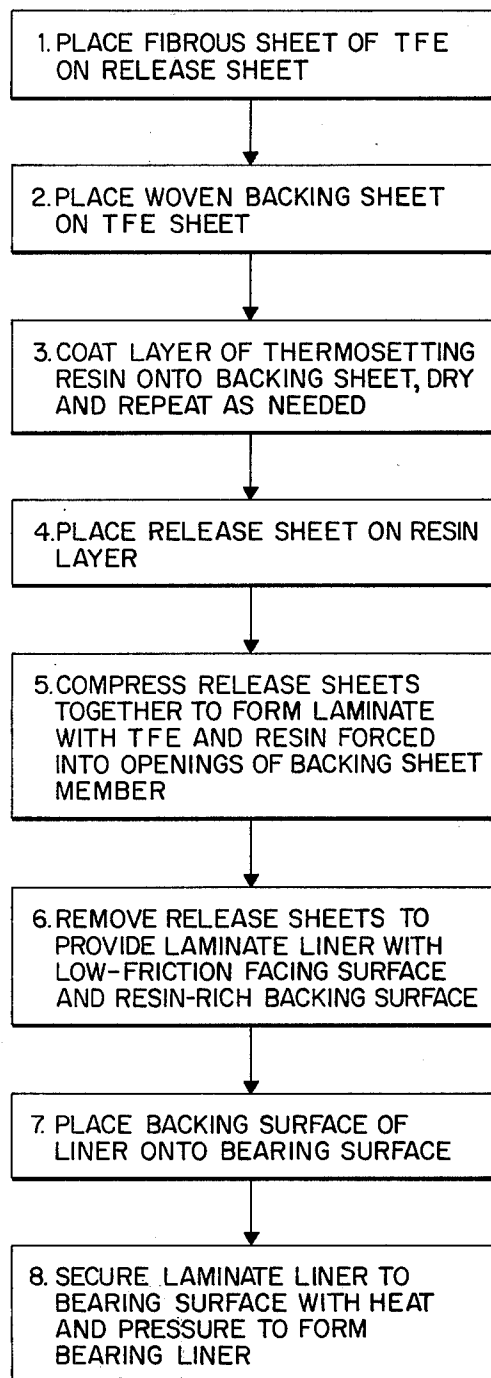 1. PLACE FIBROUS SHEET OF TFE
ON RELEASE SHEET
2. PLACE WOVEN BACKING SHEET
ON TFE SHEET
3. COAT LAYER OF THERMOSETTING
RESIN ONTO BACKING SHEET, DRY
AND REPEAT AS NEEDED
4. PLACE RELEASE SHEET ON RESIN
LAYER
5. COMPRESS RELEASE SHEETS
TOGETHER TO FORM LAMINATE
WITH TFE AND RESIN FORCED
INTO OPENINGS OF BACKING SHEET
MEMBER
6. REMOVE RELEASE SHEETS TO
PROVIDE LAMINATE LINER WITH
LOW-FRICTION FACING SURFACE
AND RESIN-RICH BACKING SURFACE
7. PLACE BACKING SURFACE OF
LINER ONTO BEARING SURFACE
8. SECURE LAMINATE LINER TO
BEARING SURFACE WITH HEAT
AND PRESSURE TO FORM
BEARING LINER